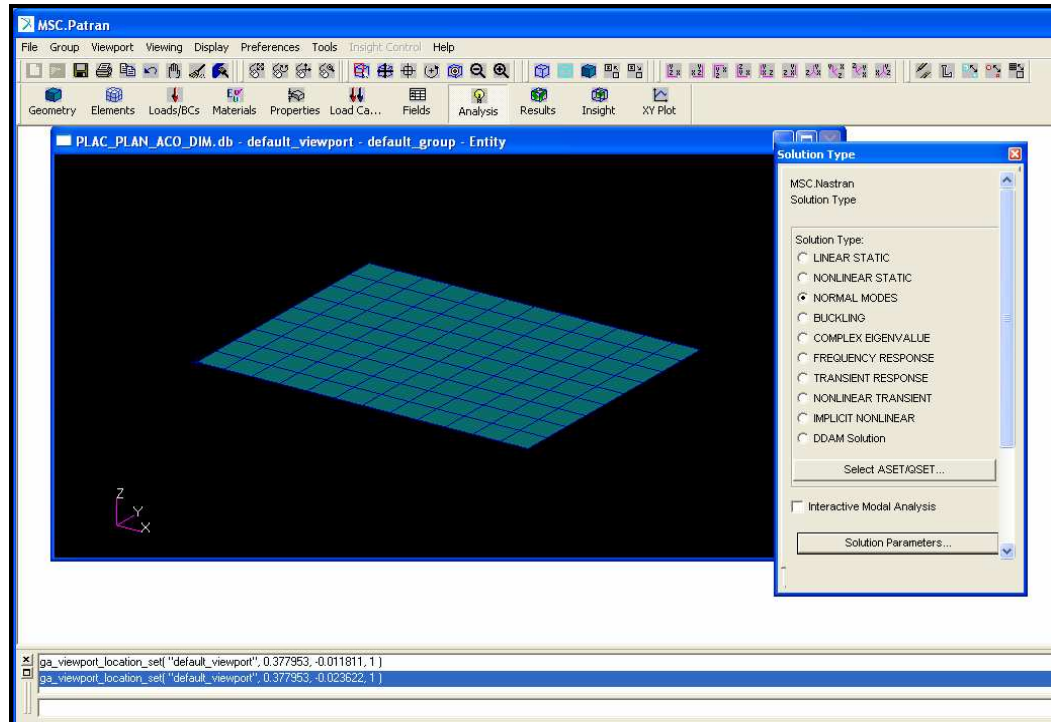 MSC.Patran
File Group Viewport Viewing Display Preferences Tools Insight Control Help
Geometry Elements Loads/BCs Materials Properties Load Ca... Fields Analysis Results Insight XY Plot
PLAC_PLAN_ACO_DIM.db - default_viewport - default_group - Entity
Solution Type
MSC.Nastran
Solution Type
Solution Type:
LINEAR STATIC
NONLINEAR STATIC
NORMAL MODES
BUCKLING
COMPLEX EIGENVALUE
FREQUENCY RESPONSE
TRANSIENT RESPONSE
NONLINEAR TRANSIENT
IMPLICIT NONLINEAR
DDAM Solution
Select ASET/QSET...
Interactive Modal Analysis
Solution Parameters...
Z
Y
X
ga_viewport_location_set( "default_viewport", 0.377953, -0.011811, 1 )
ga_viewport_location_set( "default_viewport", 0.377953, -0.023622, 1 )